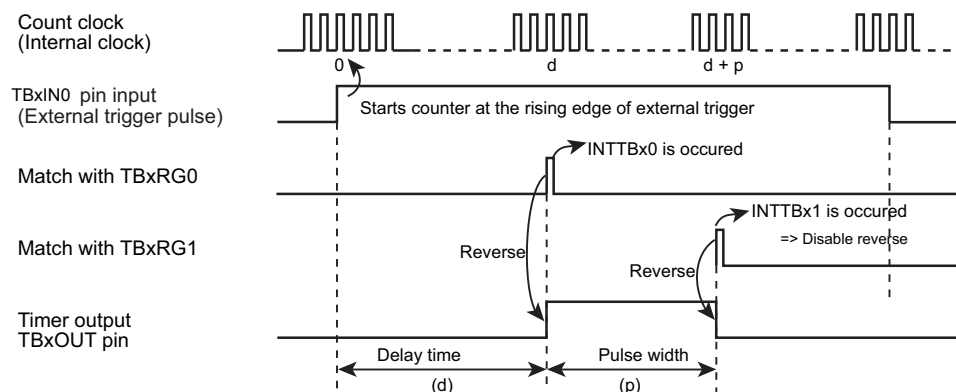 Count clock
(Internal clock)
0
d
d + p
TBxIN0 pin input
(External trigger pulse)
Starts counter at the rising edge of external trigger
INTTBx0 is occured
Match with TBxRG0
INTTBx1 is occured
=> Disable reverse
Match with TBxRG1
Reverse
Reverse
Timer output
TBxOUT pin
Delay time
(d)
Pulse width
(p)